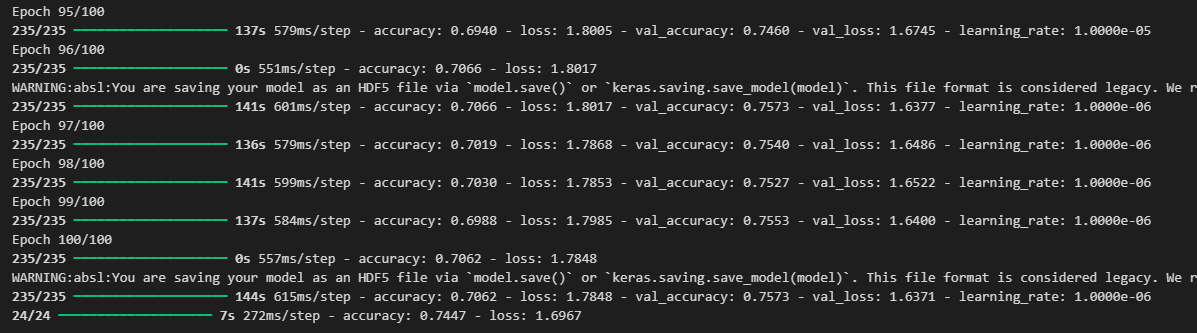 Epoch 95/100
235/235 ━━━━━━━━━━━━━━━━━━━━ 137s 579ms/step - accuracy: 0.6940 - loss: 1.8005 - val_accuracy: 0.7460 - val_loss: 1.6745 - learning_rate: 1.0000e-05
Epoch 96/100
235/235 ━━━━━━━━━━━━━━━━━━━━ 0s 551ms/step - accuracy: 0.7066 - loss: 1.8017
WARNING:absl:You are saving your model as an HDF5 file via `model.save()` or `keras.saving.save_model(model)`. This file format is considered legacy. We r
235/235 ━━━━━━━━━━━━━━━━━━━━ 141s 601ms/step - accuracy: 0.7066 - loss: 1.8017 - val_accuracy: 0.7573 - val_loss: 1.6377 - learning_rate: 1.0000e-06
Epoch 97/100
235/235 ━━━━━━━━━━━━━━━━━━━━ 136s 579ms/step - accuracy: 0.7019 - loss: 1.7868 - val_accuracy: 0.7540 - val_loss: 1.6486 - learning_rate: 1.0000e-06
Epoch 98/100
235/235 ━━━━━━━━━━━━━━━━━━━━ 141s 599ms/step - accuracy: 0.7030 - loss: 1.7853 - val_accuracy: 0.7527 - val_loss: 1.6522 - learning_rate: 1.0000e-06
Epoch 99/100
235/235 ━━━━━━━━━━━━━━━━━━━━ 137s 584ms/step - accuracy: 0.6988 - loss: 1.7985 - val_accuracy: 0.7553 - val_loss: 1.6400 - learning_rate: 1.0000e-06
Epoch 100/100
235/235 ━━━━━━━━━━━━━━━━━━━━ 0s 557ms/step - accuracy: 0.7062 - loss: 1.7848
WARNING:absl:You are saving your model as an HDF5 file via `model.save()` or `keras.saving.save_model(model)`. This file format is considered legacy. We r
235/235 ━━━━━━━━━━━━━━━━━━━━ 144s 615ms/step - accuracy: 0.7062 - loss: 1.7848 - val_accuracy: 0.7573 - val_loss: 1.6371 - learning_rate: 1.0000e-06
24/24 ━━━━━━━━━━━━━━━━━━━━ 7s 272ms/step - accuracy: 0.7447 - loss: 1.6967